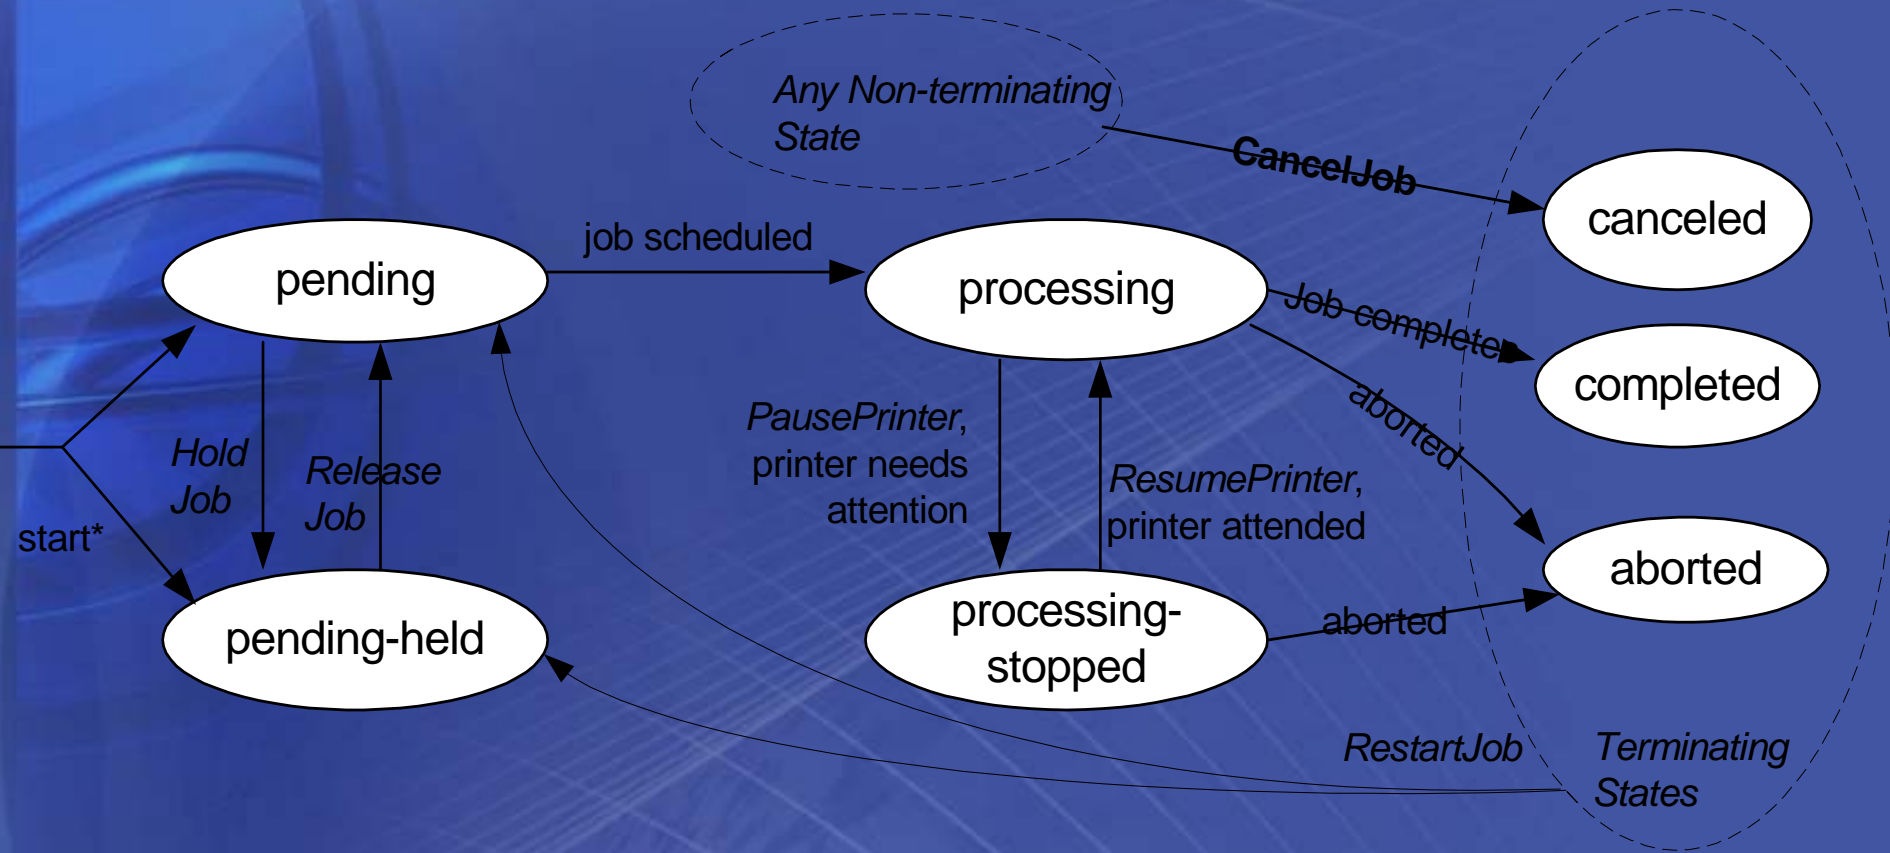 Any Non-terminating
State
CancelJob
canceled
job scheduled
pending
processing
Job completed
completed
aborted
PausePrinter,
printer needs
attention
Hold
Job
Release
Job
ResumePrinter,
printer attended
start*
aborted
pending-held
processing-
stopped
aborted
RestartJob
Terminating
States